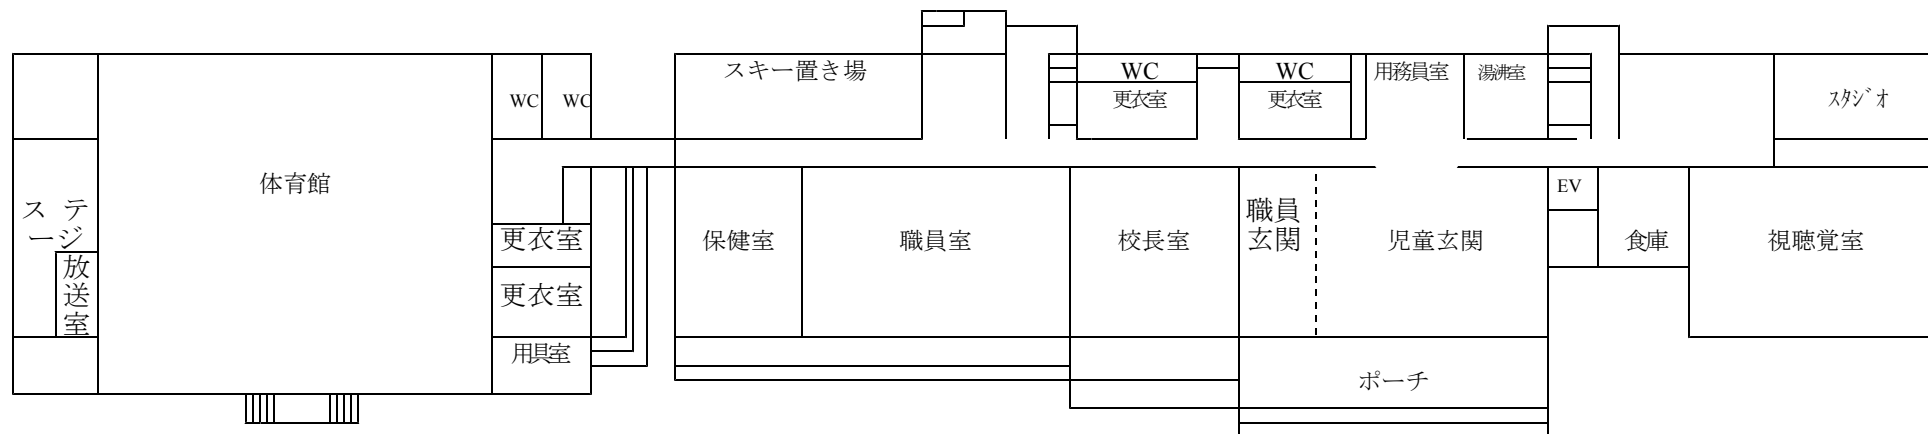 スキー置き場
WC
WC
用務員室
湯沸室
更衣室
更衣室
スタジオ
WC
WC
体育館
ステ
ージ
放送室
更衣室
更衣室
用具室
保健室
職員室
校長室
職員
玄関
児童玄関
EV
食庫
視聴覚室
ポーチ